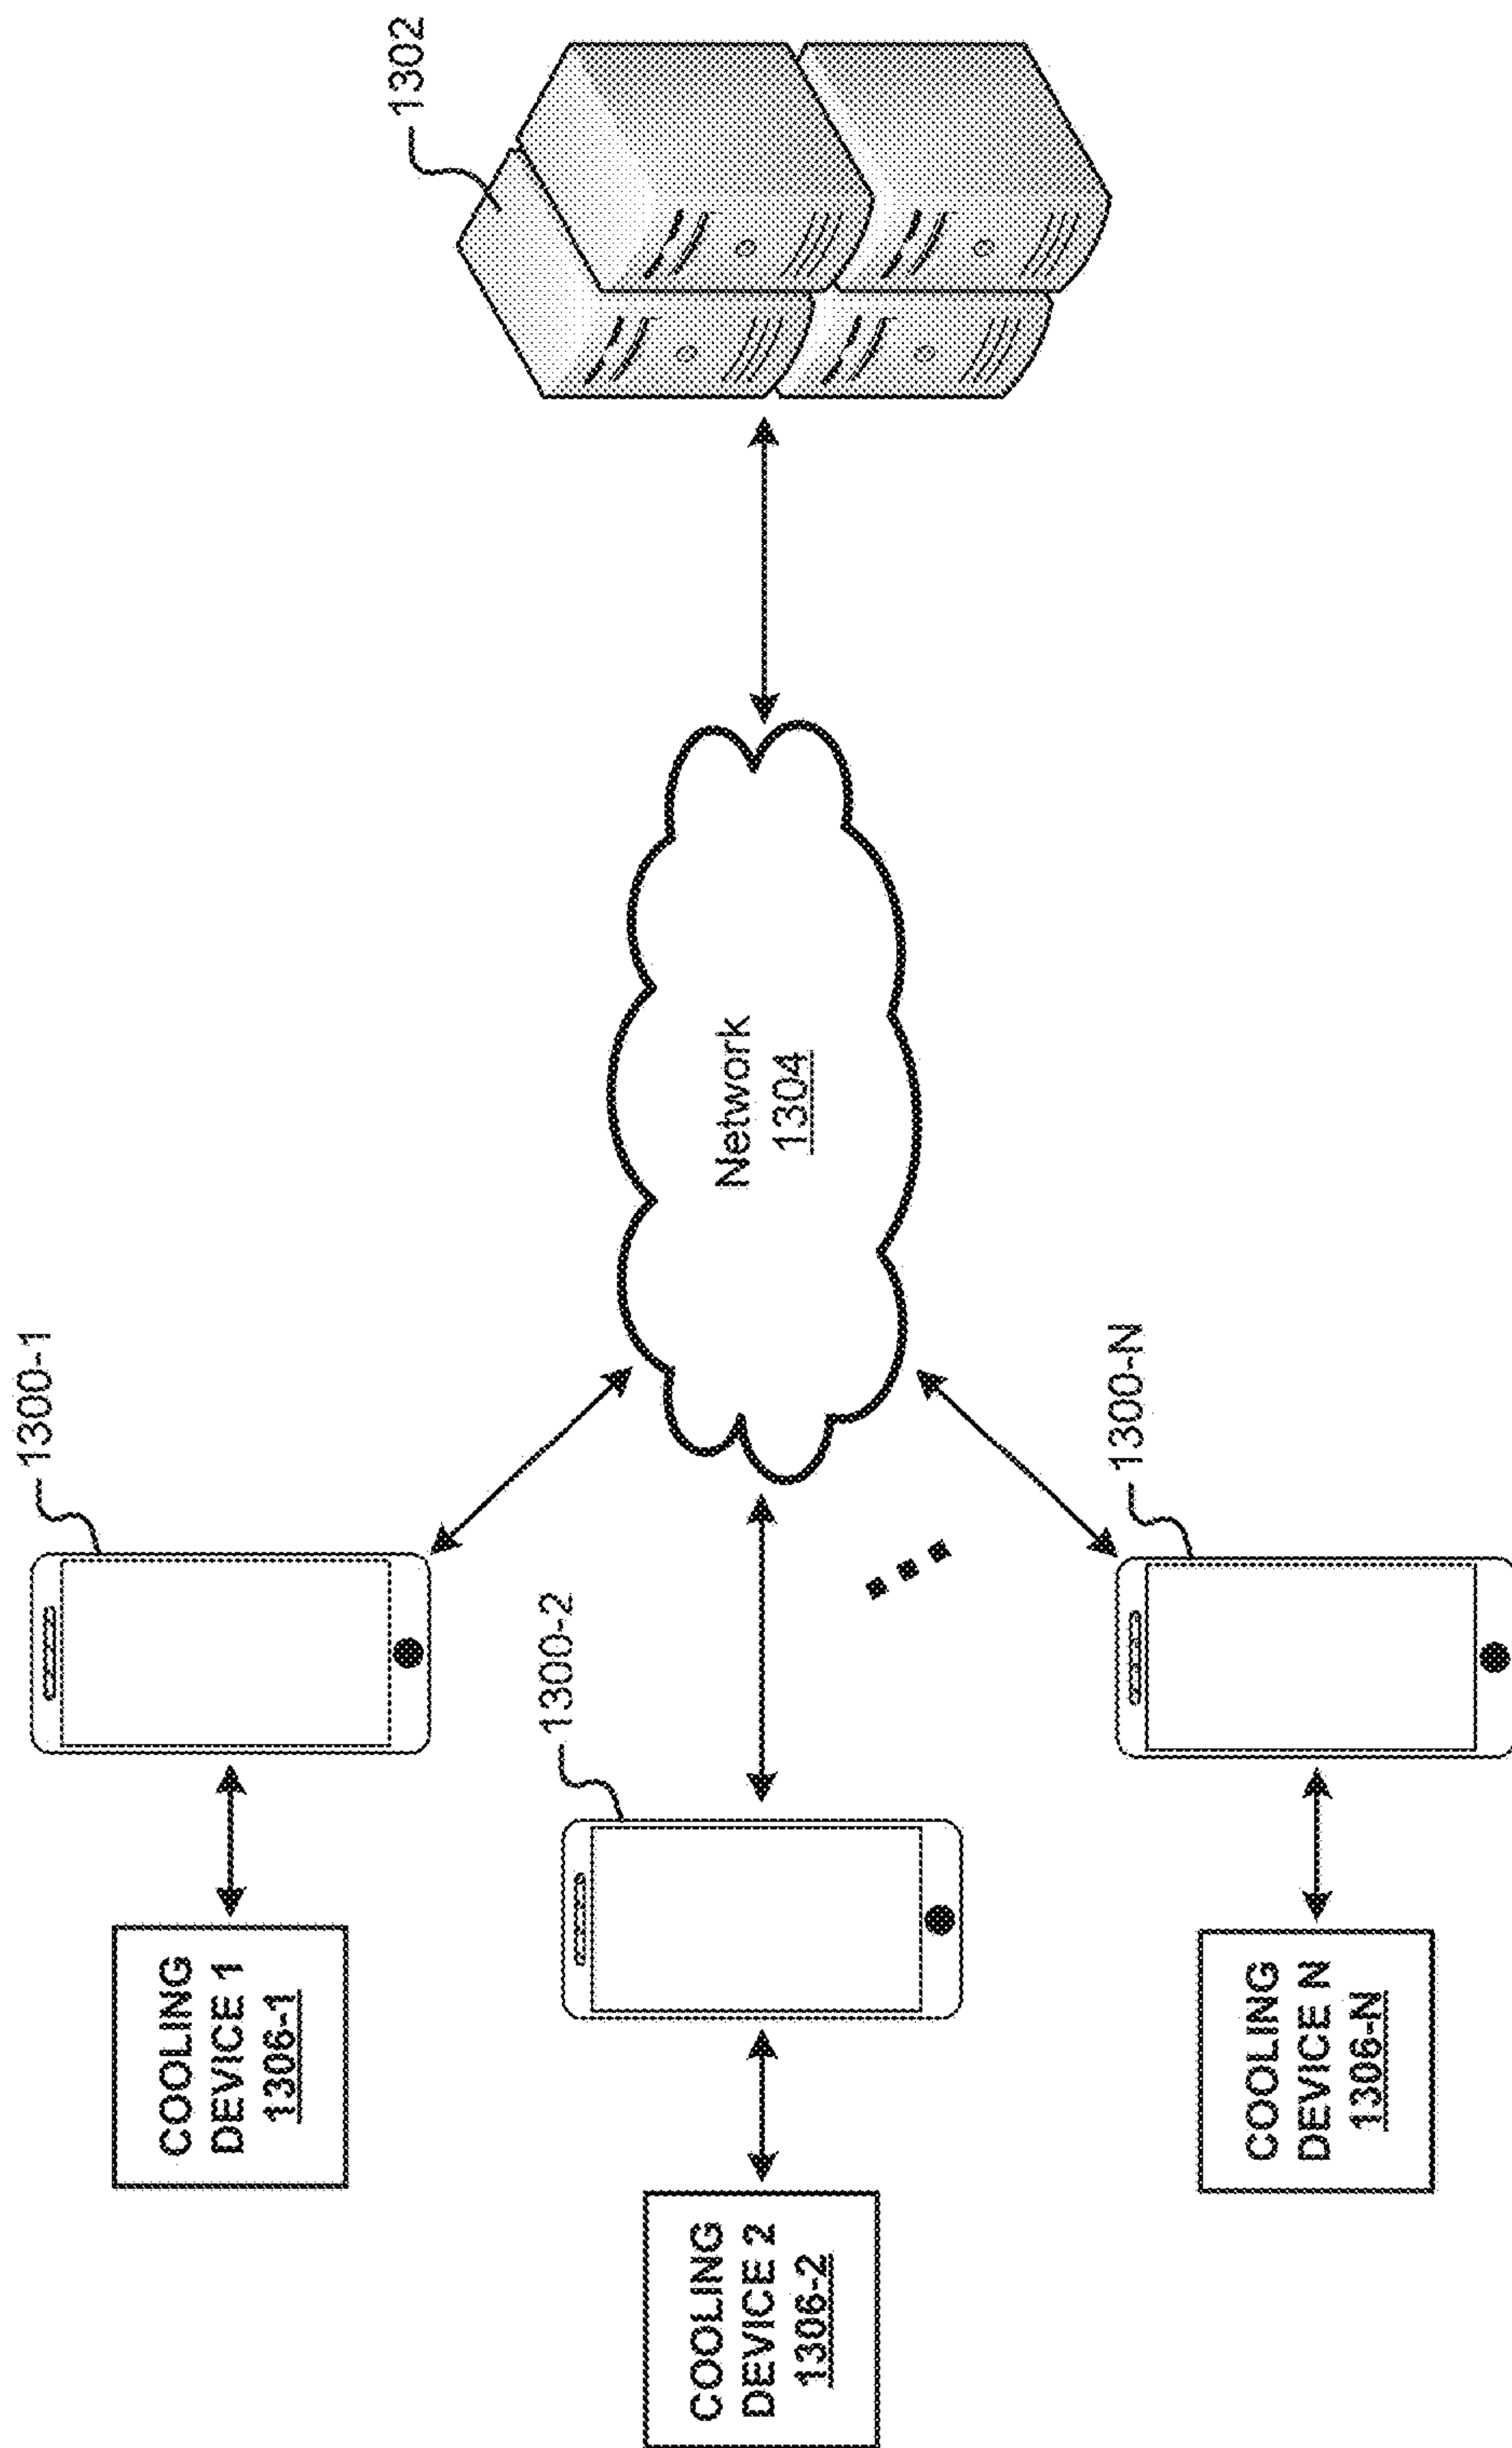 1300-1
COOLING
DEVICE 1
1306-1
1302
1300-2
COOLING
DEVICE 2
1306-2
Network
1304
1300-N
COOLING
DEVICE N
1306-N